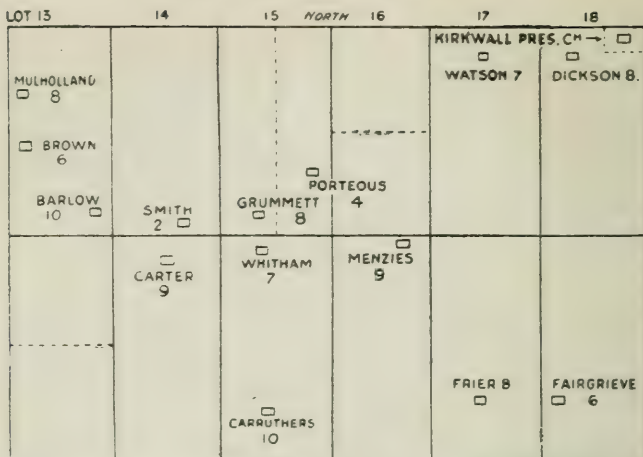 LOT 13 14 15 NORTH 16 17 18
KIRKWALL PRES. CH
WATSON 7
DICKSON 8.
MULHOLLAND
8
BROWN
6
BARLOW
10
SMITH
2
GRUMMETT
8
PORTEOUS
4
CARTER
9
WHITHAM
7
MENZIES
9
CARRUTHERS
10
FRIER 8
FAIRGRIEVE
6